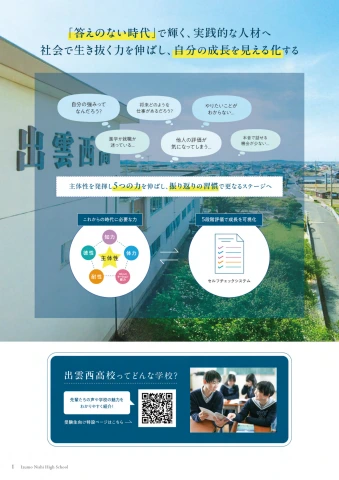 「答えのない時代」で輝く、実践的な人材へ
社会で生き抜く力を伸ばし、自分の成長を見える化する
自分の強みって
なんだろう?
将来どのような
仕事があるだろう?
やりたいことが
わからない…
進学か就職か
迷っている…
他人の評価が
気になってしまう…
本音で話せる
機会が少ない…
出雲西高
主体性を発揮し5つの力を伸ばし、振り返りの習慣で更なるステージへ
これからの時代に必要な力
知力
徳性
体力
主体性
耐性
5段階評価で成長を可視化
セルフチェックシステム
出雲西高校ってどんな学校?
生徒たちの声や学校の魅力を
わかりやすく紹介!
受験生向け特設ページはこちら
1 Izumo Nishi High School